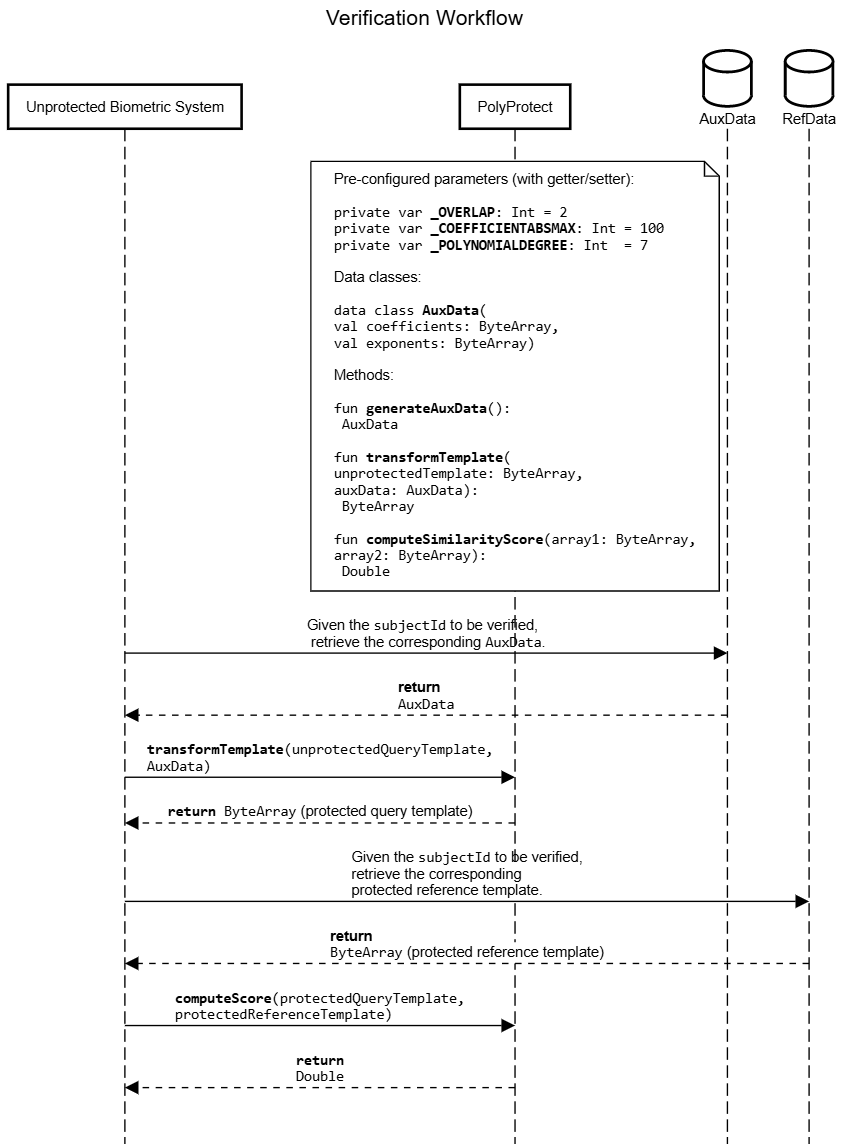 Verification Workflow
Unprotected Biometric System
PolyProtect
AuxData
RefData
Pre-configured parameters (with getter/setter):
private var _OVERLAP: Int = 2
private var _COEFFICIENTABSMAX: Int = 100
private var _POLYNOMIALDEGREE: Int  = 7
Data classes:
data class AuxData(
val coefficients: ByteArray,
val exponents: ByteArray)
Methods:
fun generateAuxData():
AuxData
fun transformTemplate(
unprotectedTemplate: ByteArray,
auxData: AuxData):
ByteArray
fun computeSimilarityScore(array1: ByteArray,
array2: ByteArray):
Double
Given the subjectId to be verified,
retrieve the corresponding AuxData.
return
AuxData
transformTemplate(unprotectedQueryTemplate,
AuxData)
return ByteArray (protected query template)
Given the subjectId to be verified,
retrieve the corresponding
protected reference template.
return
ByteArray (protected reference template)
computeScore(protectedQueryTemplate,
protectedReferenceTemplate)
return
Double